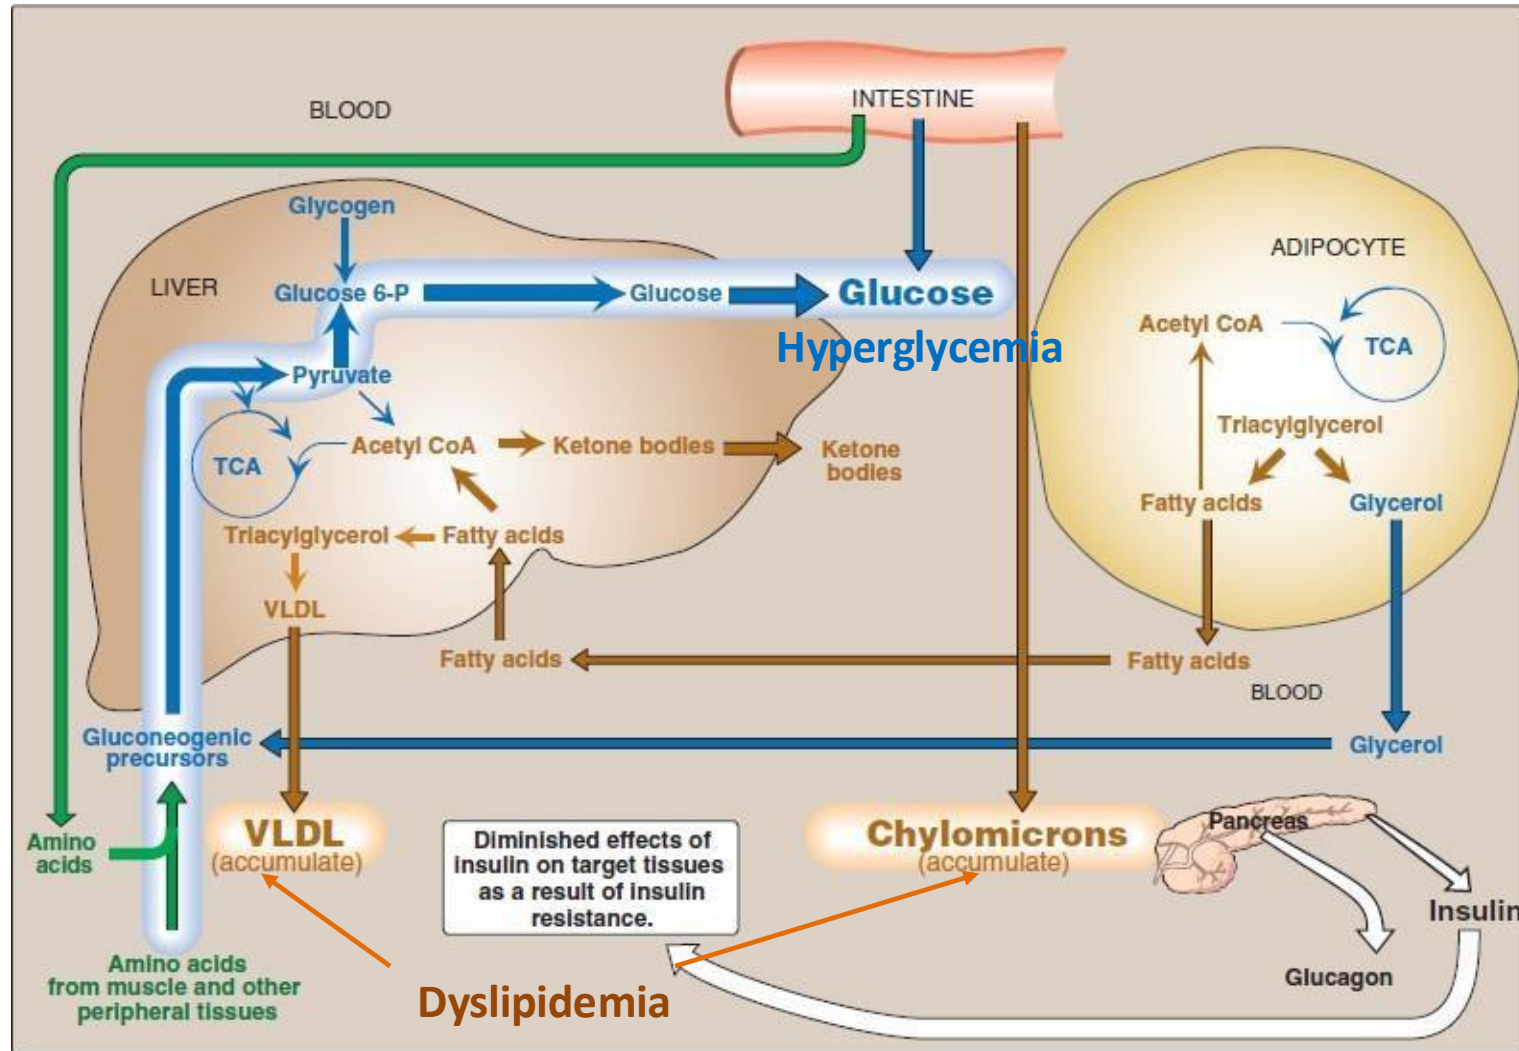 INTESTINE
BLOOD
Glycogen
LIVER
Glucose 6-P
Glucose
Glucose
Hyperglycemia
ADIPOCYTE
Acetyl CoA
TCA
Triacylglycerol
Fatty acids
Glycerol
Pyruvate
TCA
Acetyl CoA
Ketone bodies
Ketone
bodies
Triacylglycerol
Fatty acids
VLDL
Fatty acids
Fatty acids
BLOOD
Gluconeogenic
precursors
Glycerol
Amino
acids
VLDL
(accumulate)
Diminished effects of
insulin on target tissues
as a result of insulin
resistance.
Chylomicrons
(accumulate)
Pancreas
Insulin
Glucagon
Amino acids
from muscle and other
peripheral tissues
Dyslipidemia